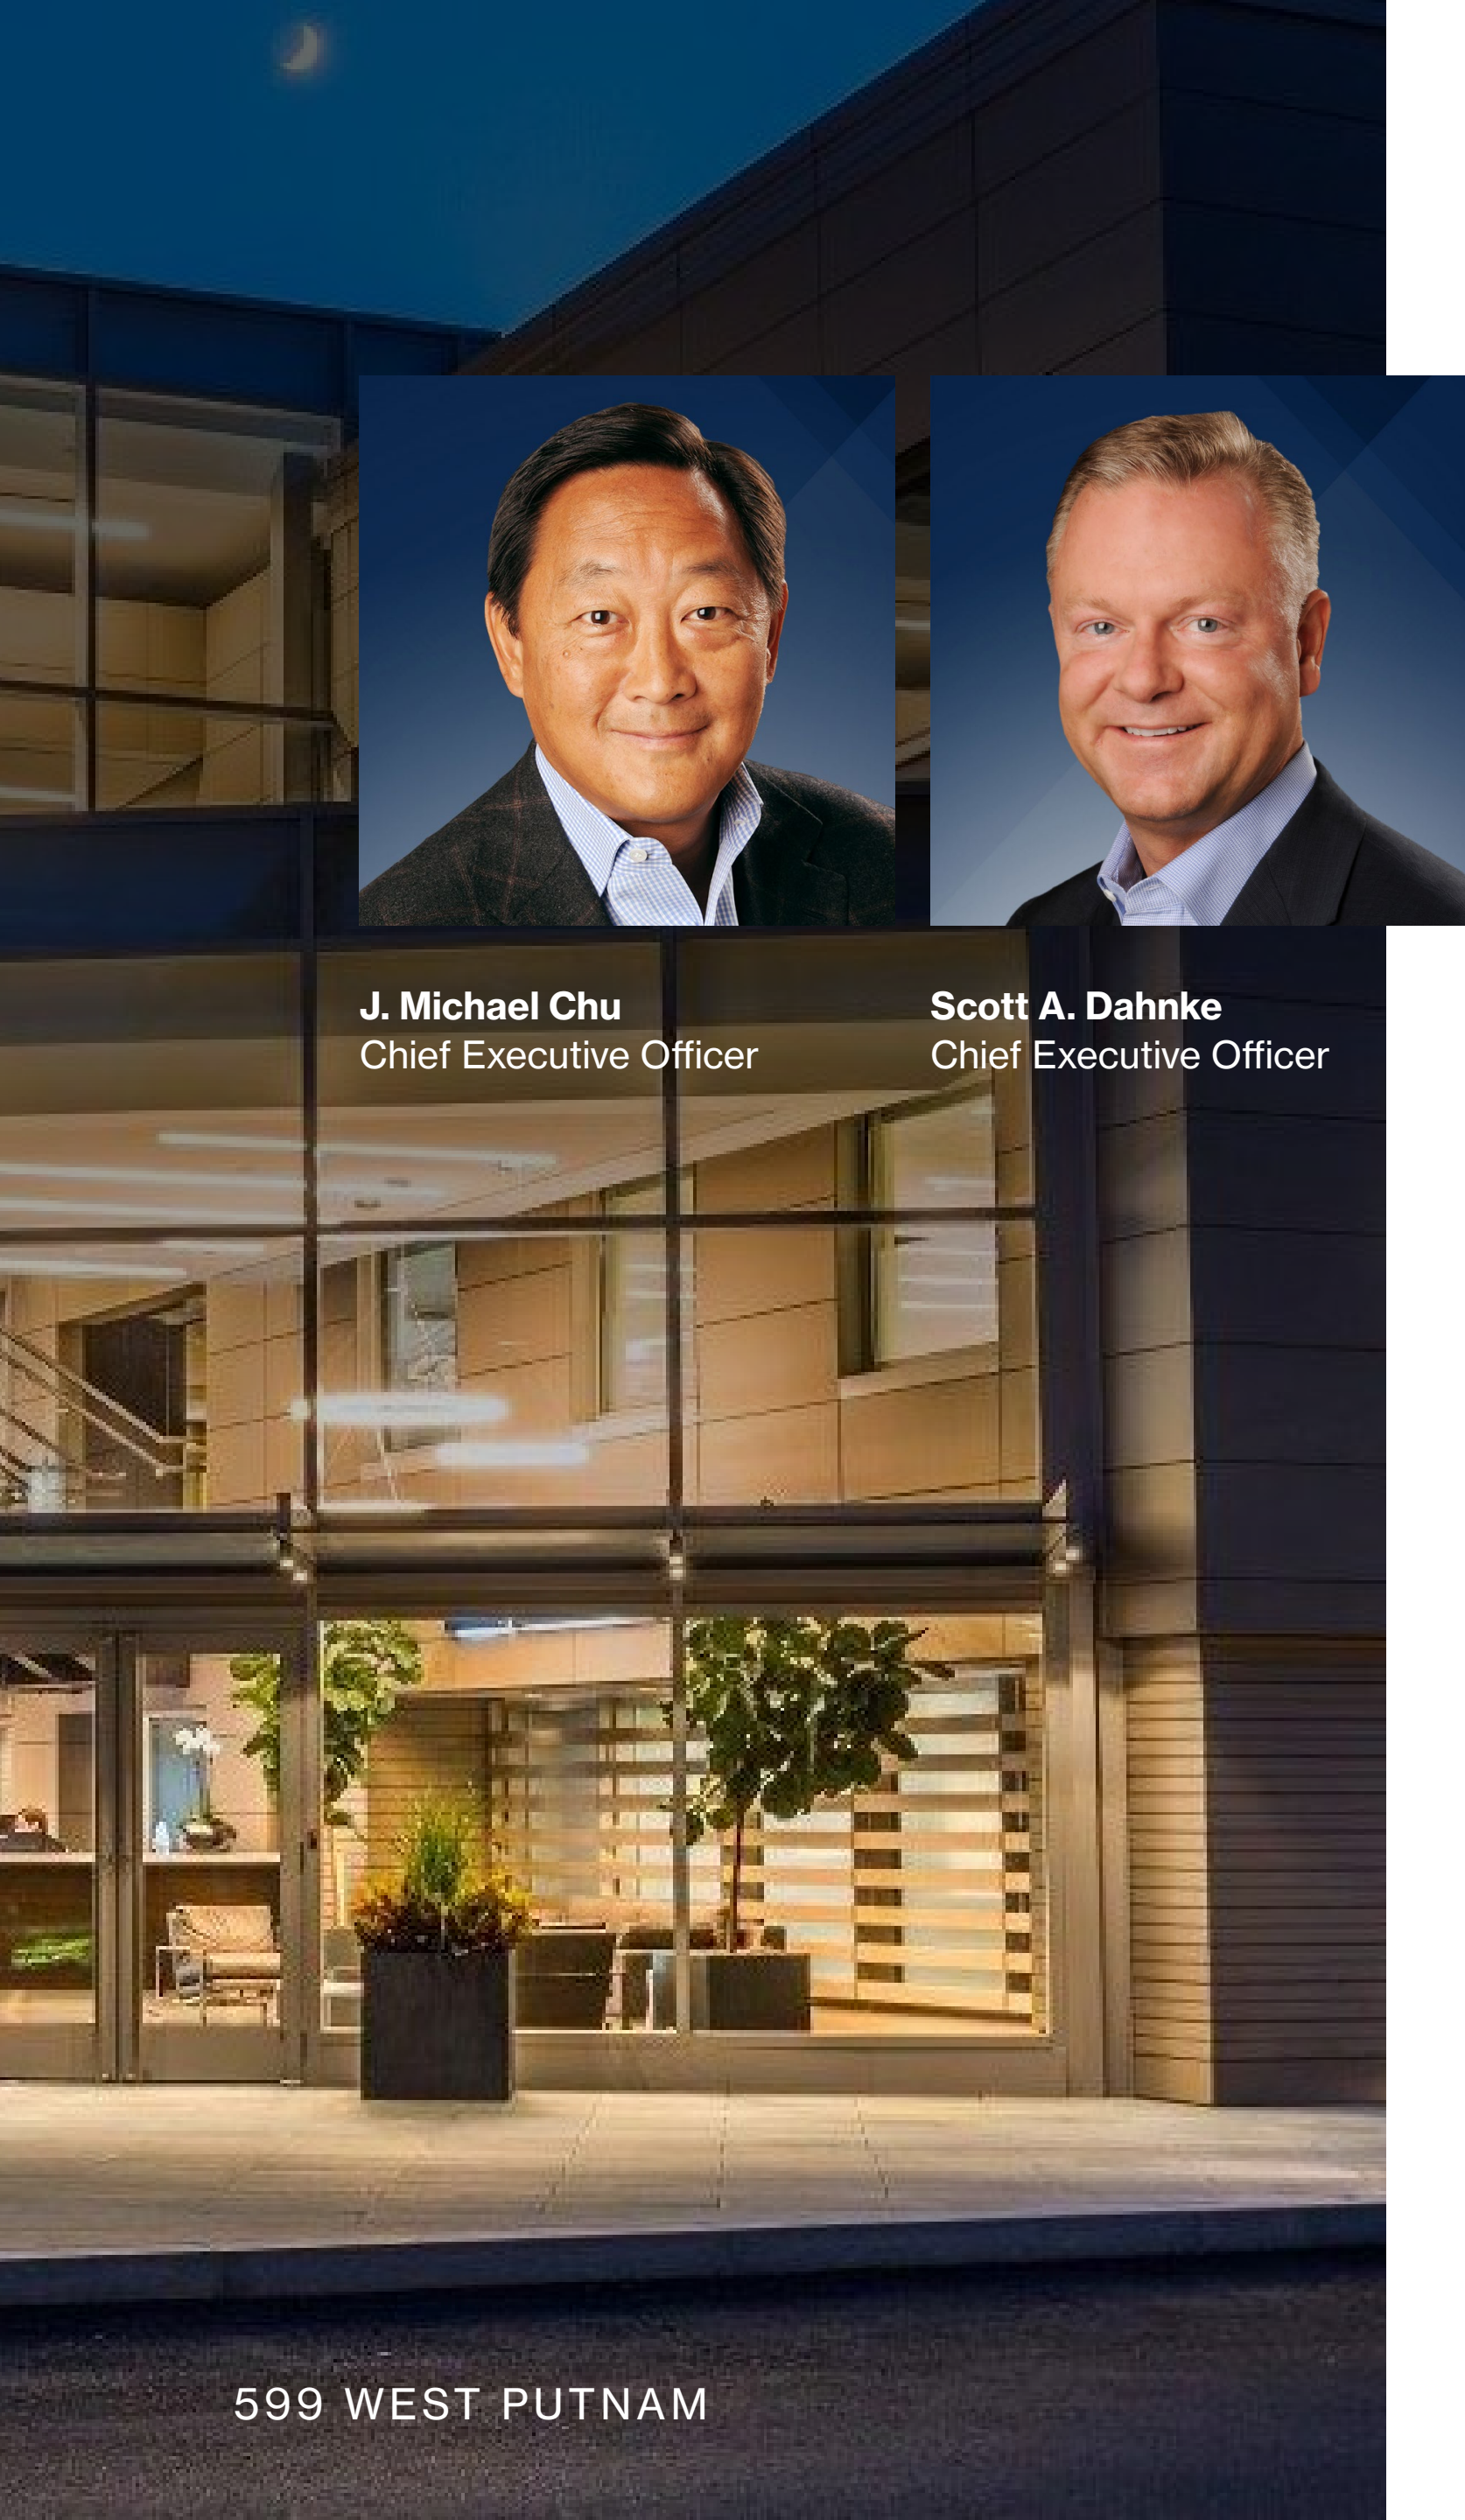 J. Michael Chu
Chief Executive Officer
Scott A. Dahnke
Chief Executive Officer
599 WEST PUTNAM